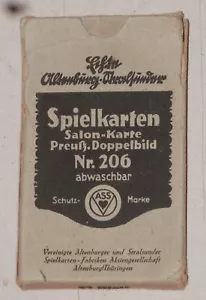 Echte
Altenburg-Stralsunder
Spielkarten
Salon-Karte
Preuß. Doppelbild
Nr. 206
abwaschbar
Schutz- ASS Marke
Vereinigte Altenburger und Stralsunder
Spielkarten-Fabriken Aktiengesellschaft
Altenburg/Thüringen